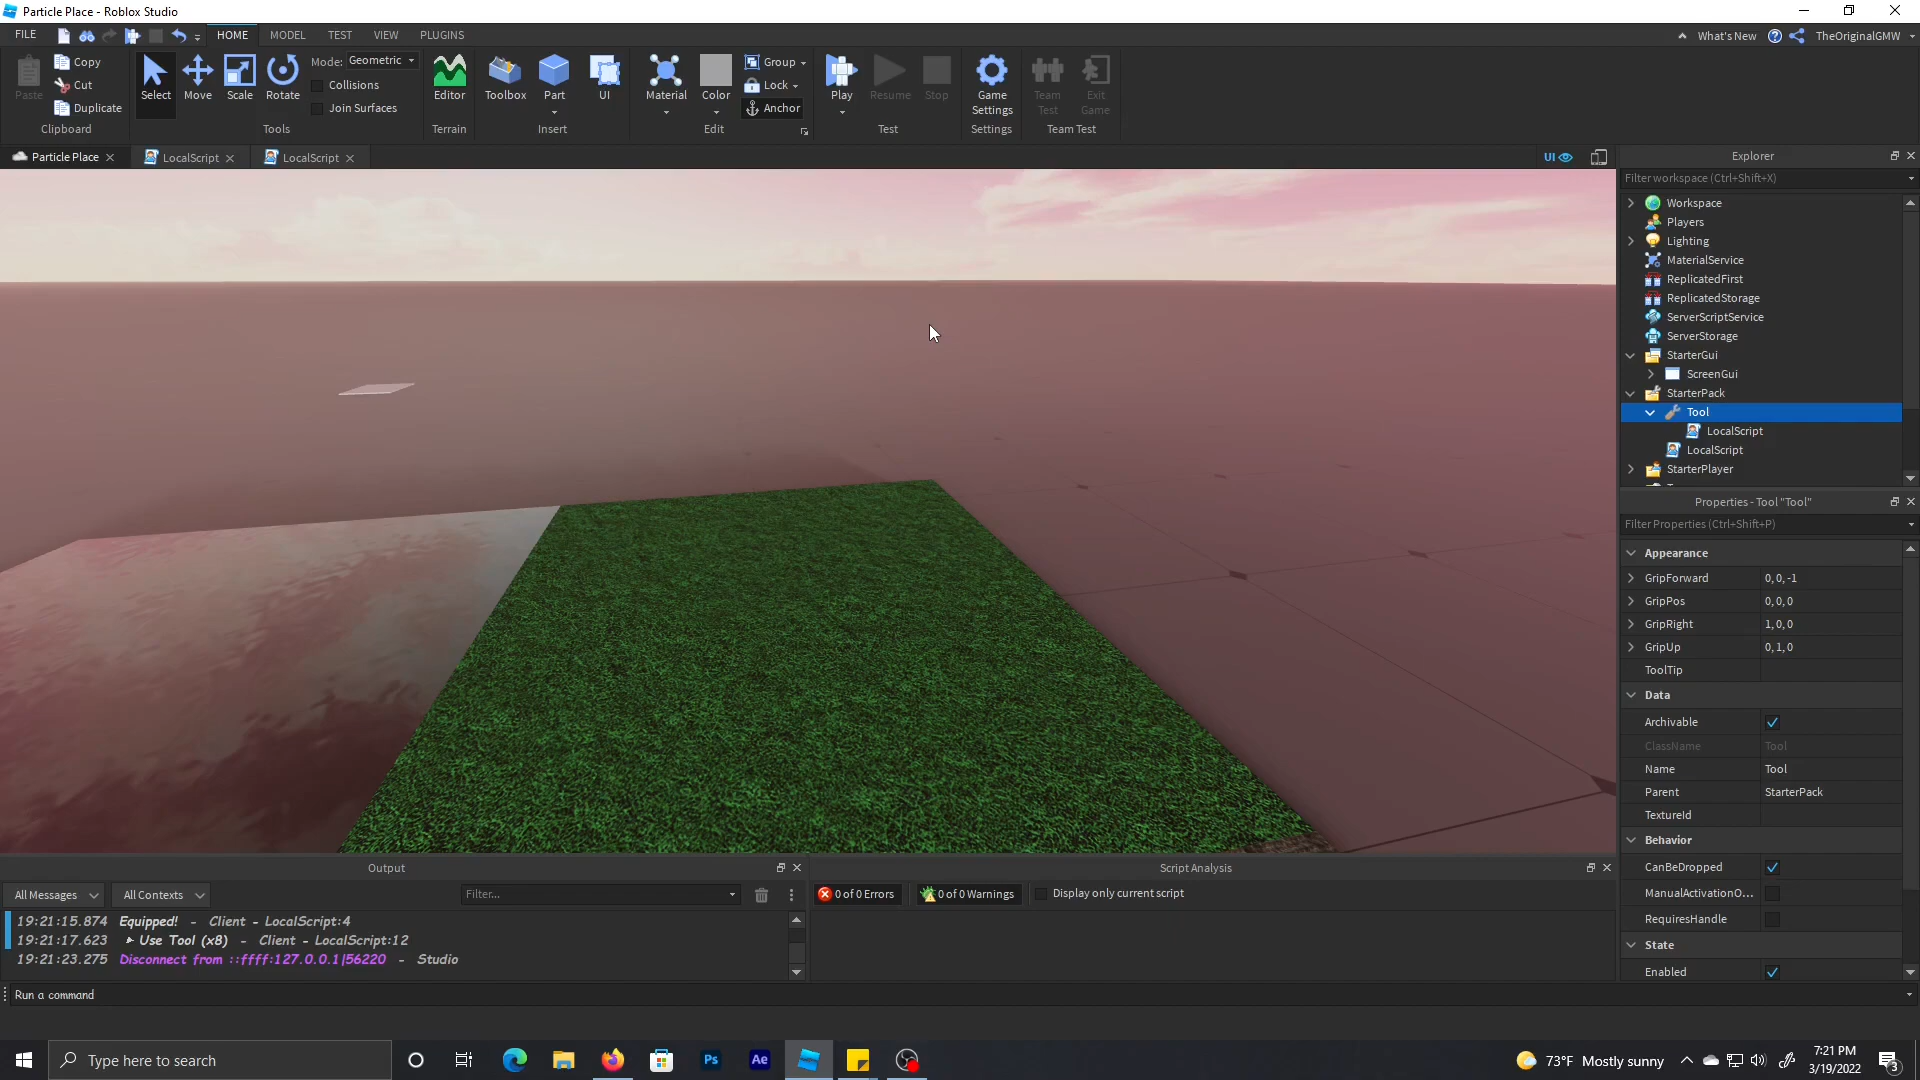 Particle Place - Roblox Studio
FILE HOME MODEL TEST VIEW PLUGINS What's New TheOriginalGMW
Paste Copy Cut Duplicate Clipboard
Select Move Scale Rotate Mode: Geometric Collisions Join Surfaces Tools
Editor Terrain
Toolbox Part UI Insert
Material Color Group Lock Anchor Edit
Play Resume Stop Test
Game Settings Settings
Team Test Exit Game Team Test
Particle Place LocalScript LocalScript UI
Explorer
Filter workspace (Ctrl+Shift+X)
Workspace
Players
Lighting
MaterialService
ReplicatedFirst
ReplicatedStorage
ServerScriptService
ServerStorage
StarterGui
ScreenGui
StarterPack
Tool
LocalScript
LocalScript
StarterPlayer
Properties - Tool "Tool"
Filter Properties (Ctrl+Shift+P)
Appearance
GripForward 0, 0, -1
GripPos 0, 0, 0
GripRight 1, 0, 0
GripUp 0, 1, 0
ToolTip
Data
Archivable
ClassName Tool
Name Tool
Parent StarterPack
TextureId
Behavior
CanBeDropped
ManualActivationO...
RequiresHandle
State
Enabled
Output
All Messages All Contexts Filter...
19:21:15.874 Equipped! - Client - LocalScript:4
19:21:17.623 Use Tool (x8) - Client - LocalScript:12
19:21:23.275 Disconnect from ::ffff:127.0.0.1|56220 - Studio
Script Analysis
0 of 0 Errors 0 of 0 Warnings Display only current script
Run a command
Type here to search
Ps Ae
73°F Mostly sunny
7:21 PM
3/19/2022
3